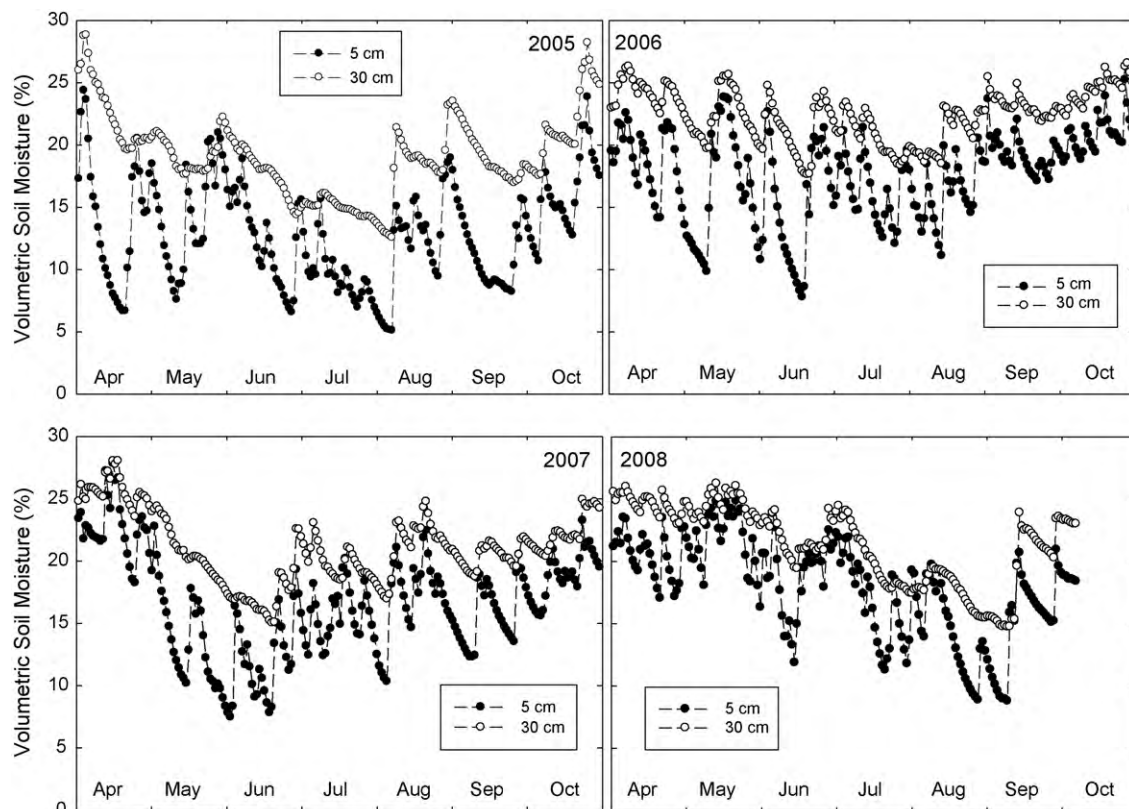 30
25
20
15
10
5
0
Volumetric Soil Moisture (%)
5 cm
30 cm
2005
Apr May Jun Jul Aug Sep Oct
2006
5 cm
30 cm
Apr May Jun Jul Aug Sep Oct
30
25
20
15
10
5
0
Volumetric Soil Moisture (%)
2007
5 cm
30 cm
Apr May Jun Jul Aug Sep Oct
2008
5 cm
30 cm
Apr May Jun Jul Aug Sep Oct